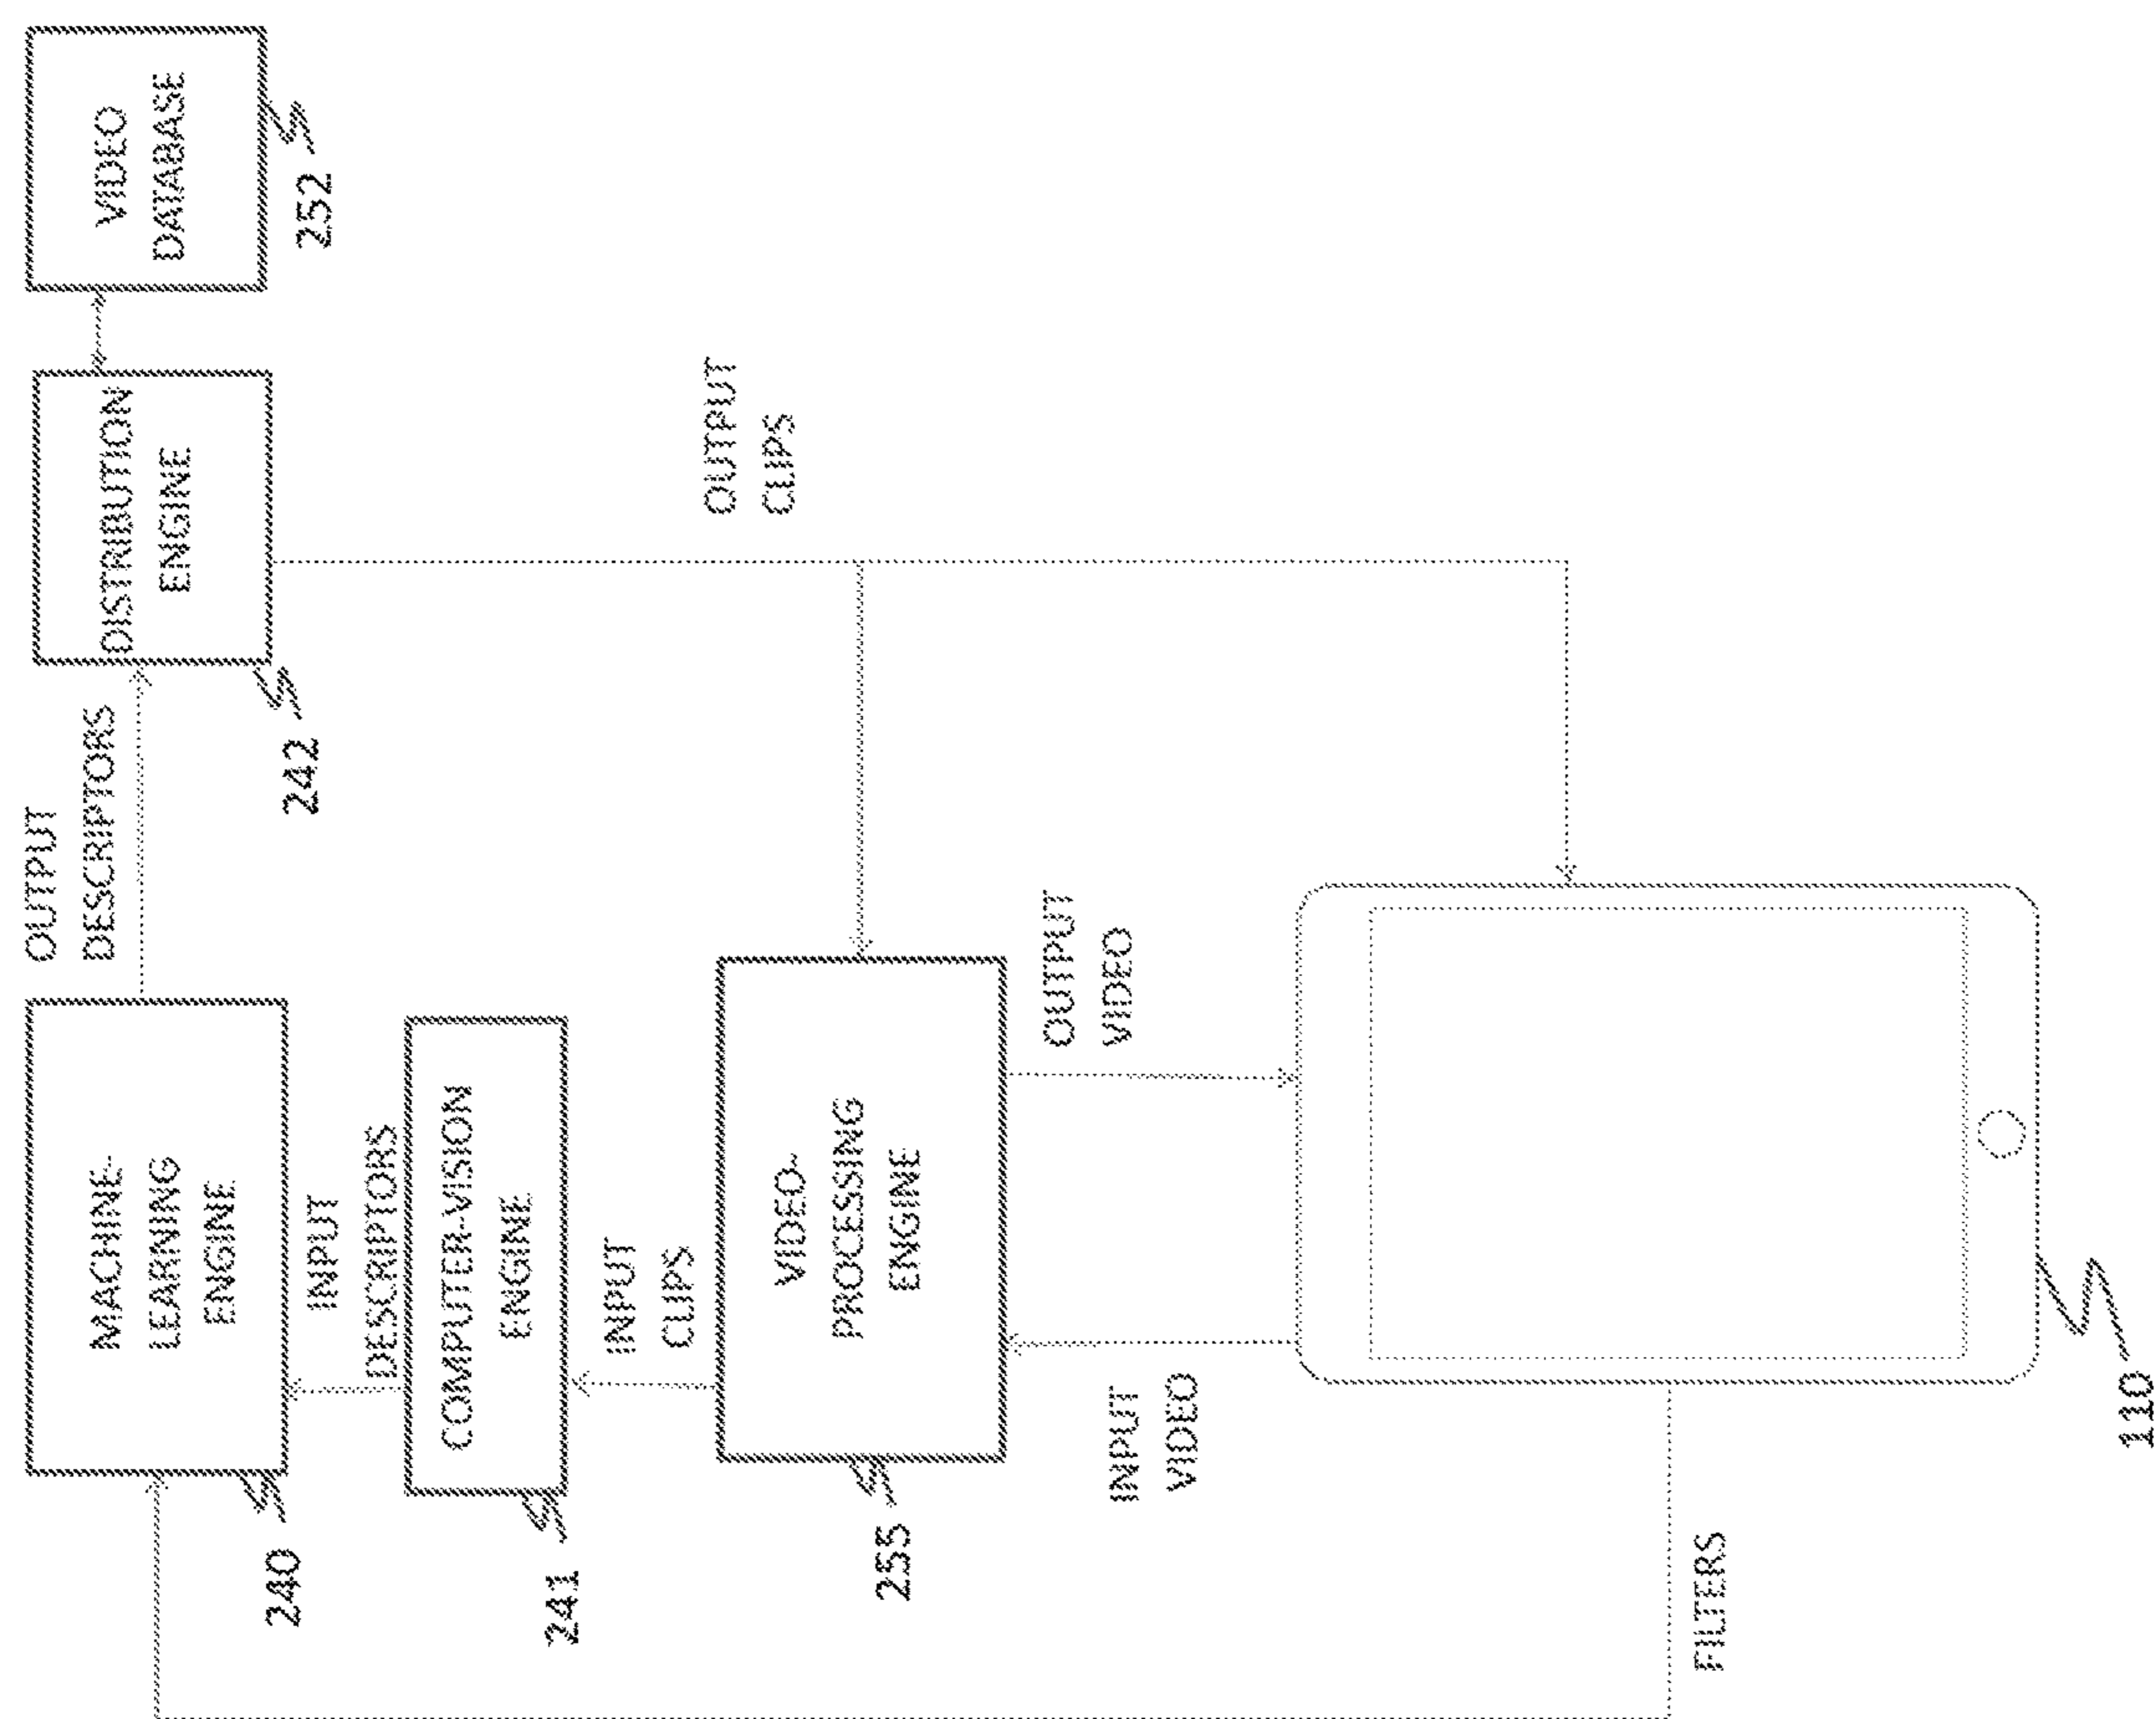 MACHINE-
LEARNING
ENGINE
240
OUTPUT
DESCRIPTORS
DISTRIBUTION
ENGINE
242
VIDEO
DATABASE
252
INPUT
DESCRIPTORS
COMPUTER-VISION
ENGINE
241
INPUT
CLIPS
OUTPUT
CLIPS
VIDEO-
PROCESSING
ENGINE
255
OUTPUT
VIDEO
INPUT
VIDEO
FILTERS
110